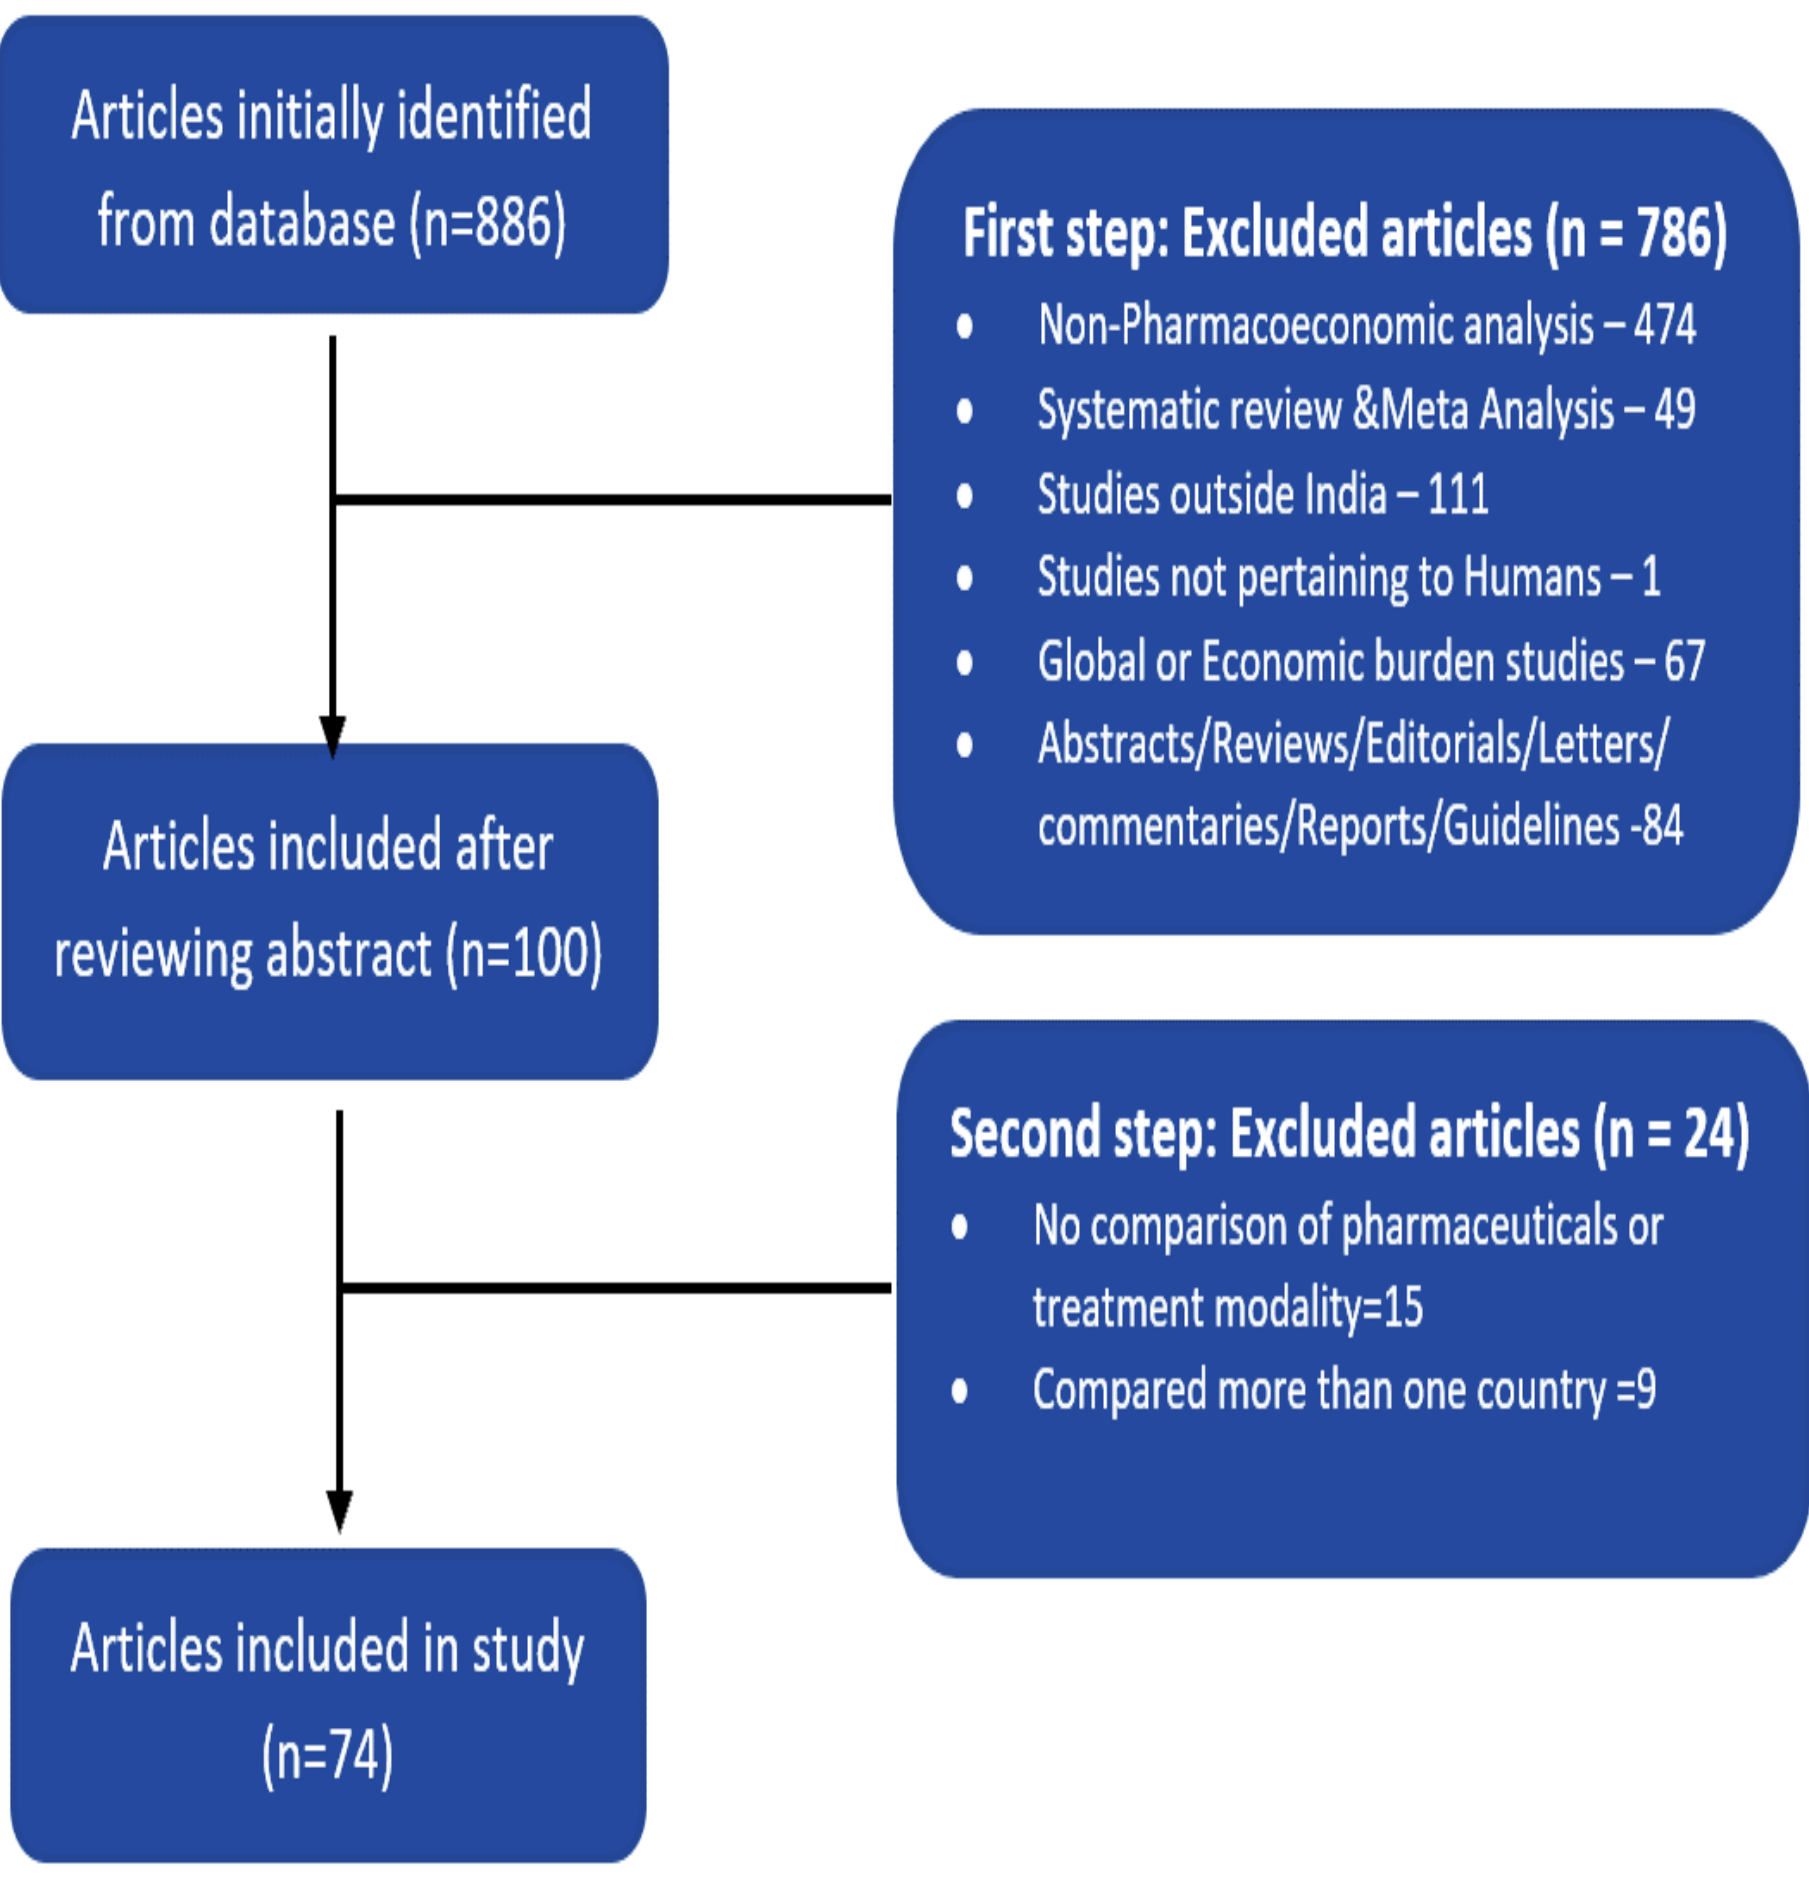 Articles initially identified
from database (n=886)
First step: Excluded articles (n = 786)
• Non-Pharmacoeconomic analysis – 474
• Systematic review &Meta Analysis – 49
• Studies outside India – 111
• Studies not pertaining to Humans – 1
• Global or Economic burden studies – 67
• Abstracts/Reviews/Editorials/Letters/
commentaries/Reports/Guidelines -84
Articles included after
reviewing abstract (n=100)
Second step: Excluded articles (n = 24)
• No comparison of pharmaceuticals or
treatment modality=15
• Compared more than one country =9
Articles included in study
(n=74)